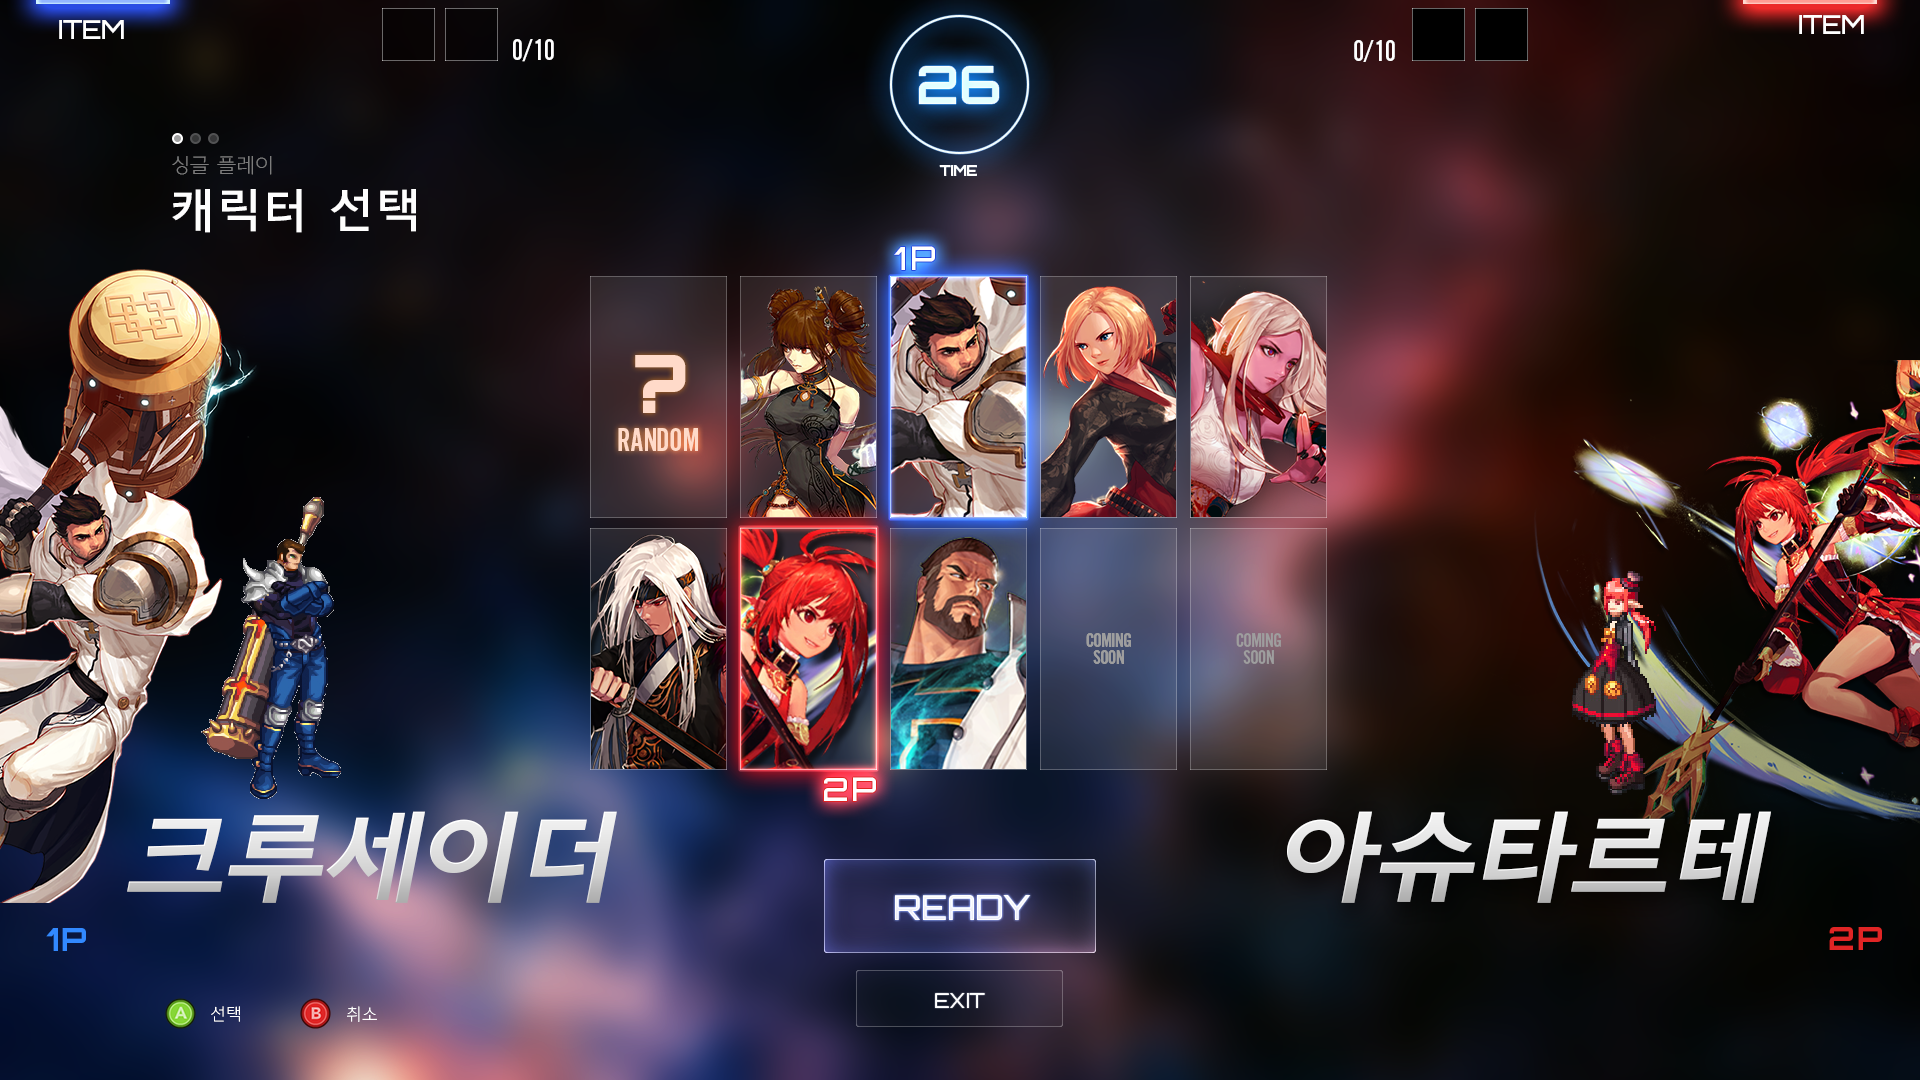 ITEM
0/10
26
TIME
0/10
ITEM
싱글 플레이
캐릭터 선택
1P
?
RANDOM
COMING
SOON
COMING
SOON
2P
크루세이더
아슈타르테
1P
READY
2P
EXIT
A 선택
B 취소